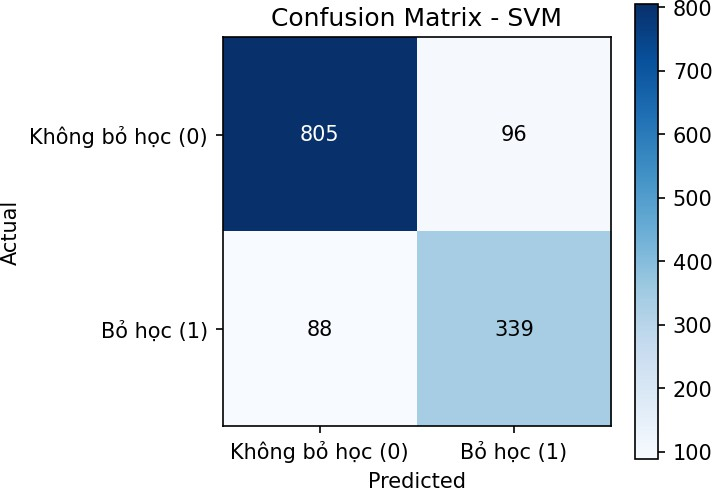 Confusion Matrix - SVM
Actual
Không bỏ học (0)
Bỏ học (1)
805
96
88
339
Không bỏ học (0)
Bỏ học (1)
Predicted
800
700
600
500
400
300
200
100